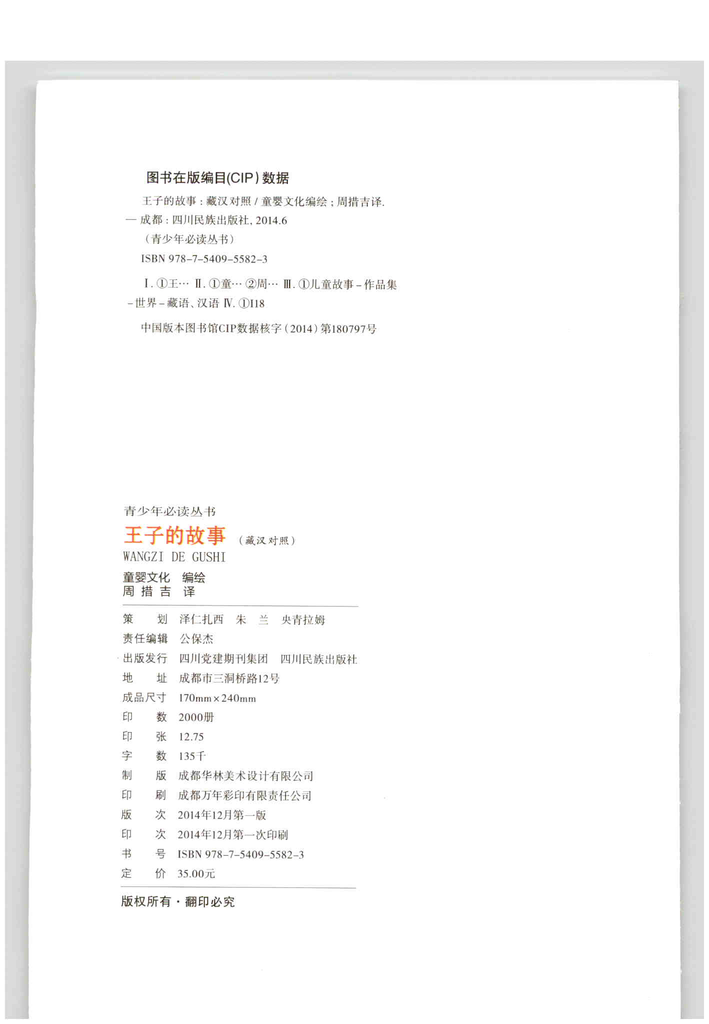 图书在版编目(CIP)数据
王子的故事：藏汉对照 / 童婴文化编绘；周措吉译.
— 成都：四川民族出版社, 2014.6
（青少年必读丛书）
ISBN 978-7-5409-5582-3
Ⅰ. ①王… Ⅱ. ①童… ②周… Ⅲ. ①儿童故事－作品集
－世界－藏语、汉语 Ⅳ. ①I18
中国版本图书馆CIP数据核字（2014）第180797号
青少年必读丛书
王子的故事（藏汉对照）
WANGZI DE GUSHI
童婴文化　编绘
周 措 吉　译
策　　划　泽仁扎西　朱　兰　央青拉姆
责任编辑　公保杰
出版发行　四川党建期刊集团　四川民族出版社
地　　址　成都市三洞桥路12号
成品尺寸　170mm×240mm
印　　数　2000册
印　　张　12.75
字　　数　135千
制　　版　成都华林美术设计有限公司
印　　刷　成都万年彩印有限责任公司
版　　次　2014年12月第一版
印　　次　2014年12月第一次印刷
书　　号　ISBN 978-7-5409-5582-3
定　　价　35.00元
版权所有·翻印必究